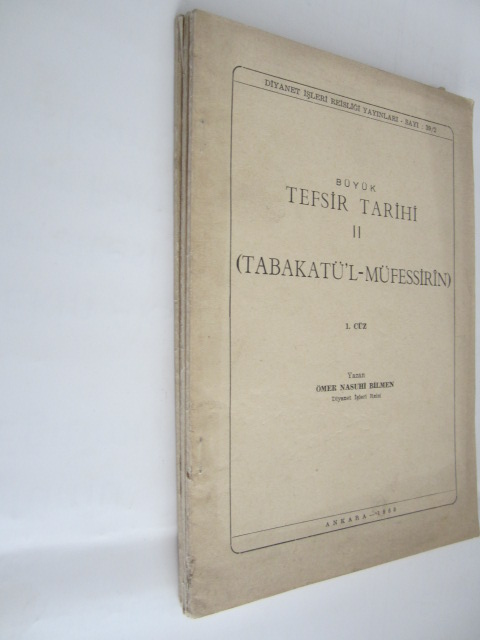 DİYANET İŞLERİ REİSLİĞİ YAYINLARI - SAYI :
BÜYÜK
TEFSİR TARİHİ
II
(TABAKATÜ'L-MÜFESSİRİN)
1. CÜZ
Yazan
ÖMER NASUHİ BİLMEN
Diyanet İşleri Reisi
ANKARA -